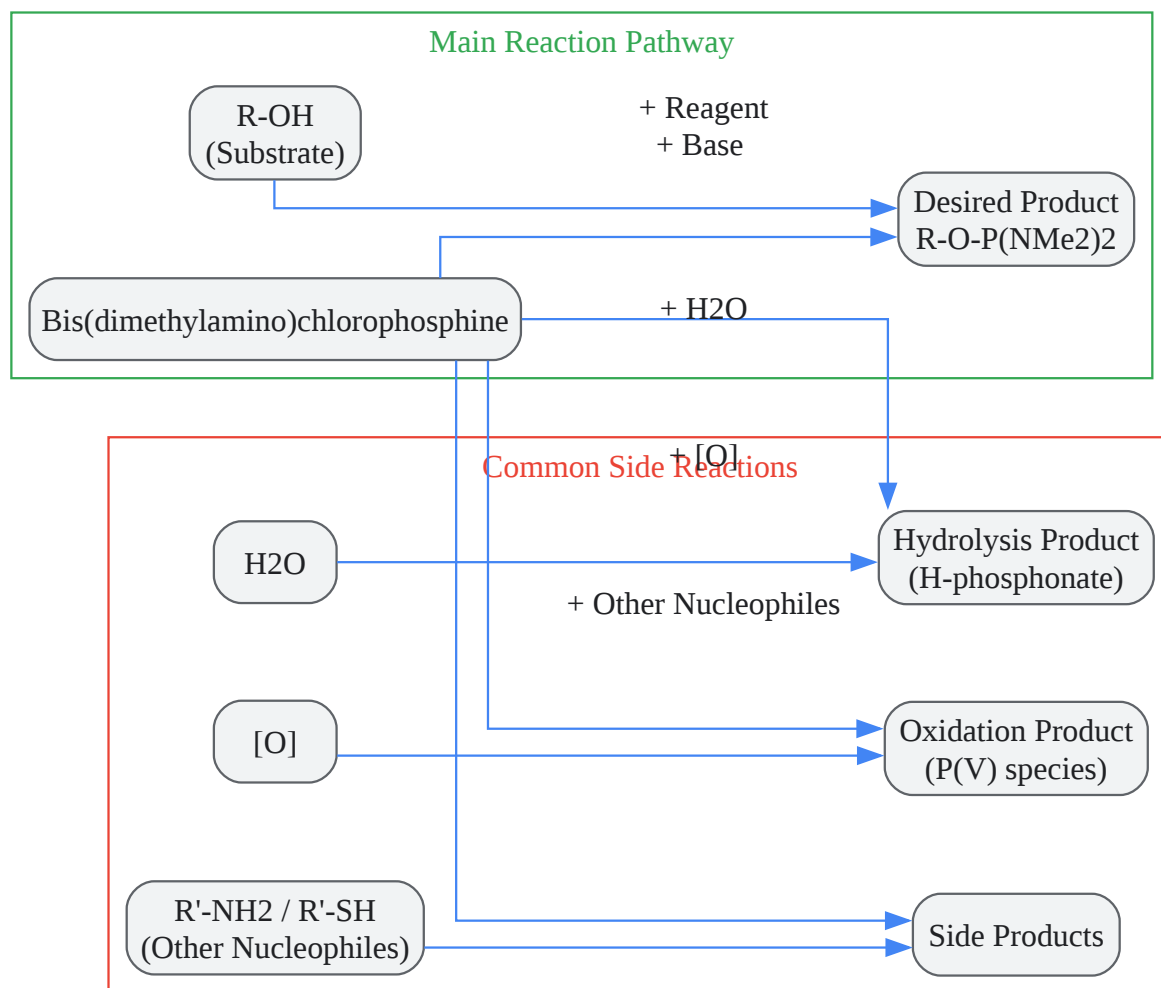 Main Reaction Pathway
R-OH
(Substrate)
+ Reagent
+ Base
Desired Product
R-O-P(NMe2)2
Bis(dimethylamino)chlorophosphine
+ H2O
+ [O]
Common Side Reactions
H2O
Hydrolysis Product
(H-phosphonate)
+ Other Nucleophiles
[O]
Oxidation Product
(P(V) species)
R'-NH2 / R'-SH
(Other Nucleophiles)
Side Products